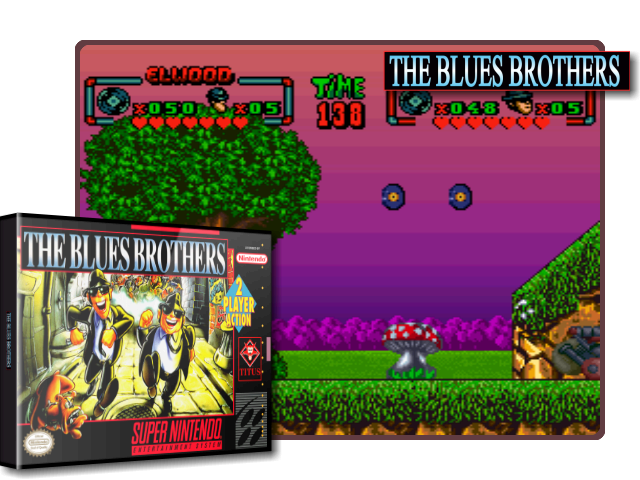 THE BLUES BROTHERS
ELWOOD
TIME
x050 x05
138
x048 x05
THE BLUES BROTHERS
Nintendo
2
PLAYER
ACTION
TITUS
SUPER NINTENDO
ENTERTAINMENT SYSTEM
THE BLUES BROTHERS